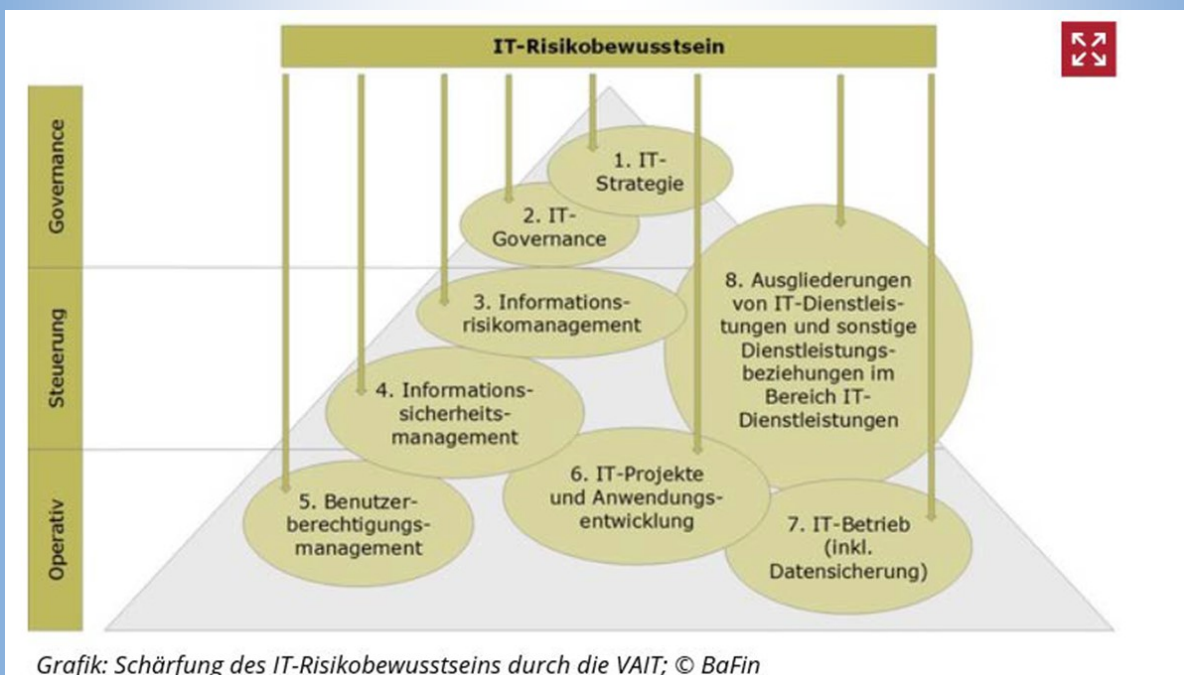 IT-Risikobewusstsein
Governance
1. IT-
Strategie
2. IT-
Governance
Steuerung
3. Informations-
risikomanagement
4. Informations-
sicherheits-
management
8. Ausgliederungen
von IT-Dienstleis-
tungen und sonstige
Dienstleistungs-
beziehungen im
Bereich IT-
Dienstleistungen
Operativ
5. Benutzer-
berechtigungs-
management
6. IT-Projekte
und Anwendungs-
entwicklung
7. IT-Betrieb
(inkl.
Datensicherung)
Grafik: Schärfung des IT-Risikobewusstseins durch die VAIT; © BaFin